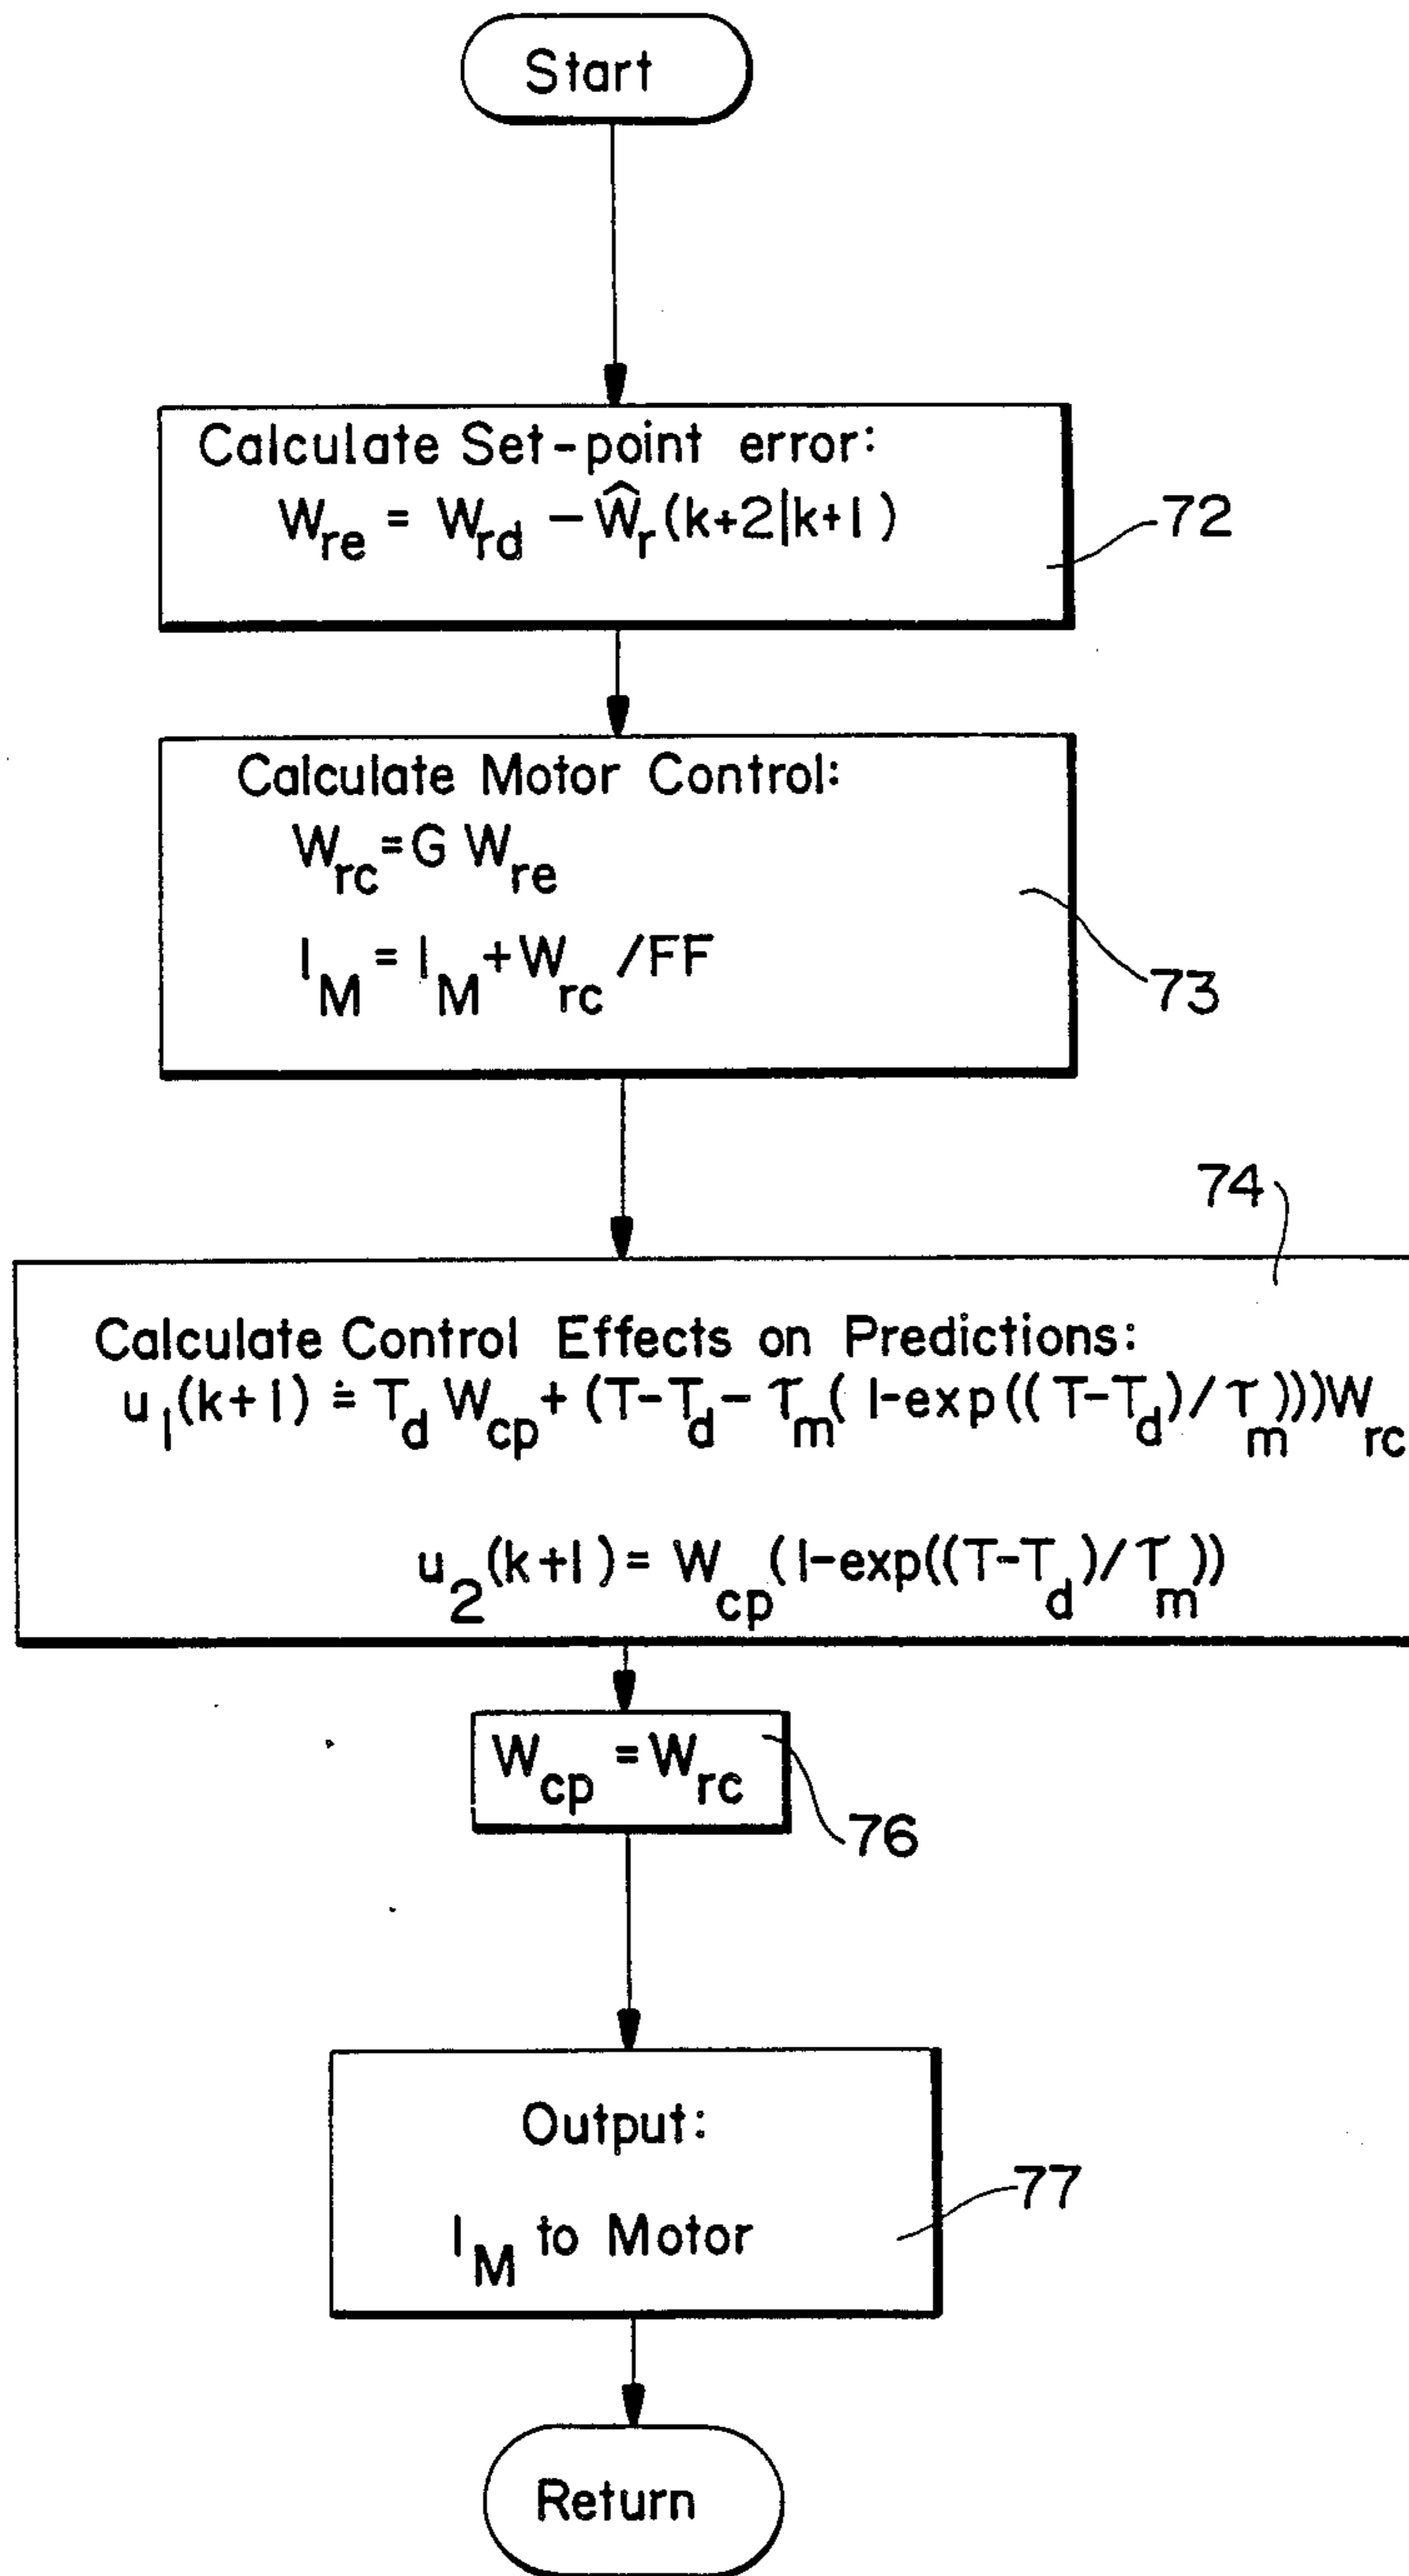 Start
Calculate Set-point error:
W_re = W_rd - Ŵ_r(k+2|k+1)
72
Calculate Motor Control:
W_rc = G W_re
I_M = I_M + W_rc /FF
73
74
Calculate Control Effects on Predictions:
u_1(k+1) = T_d W_cp + (T-T_d - τ_m( 1-exp(( T-T_d)/τ_m)))W_rc
u_2(k+1) = W_cp(1-exp((T-T_d)/τ_m))
W_cp = W_rc
76
Output:
I_M to Motor
77
Return